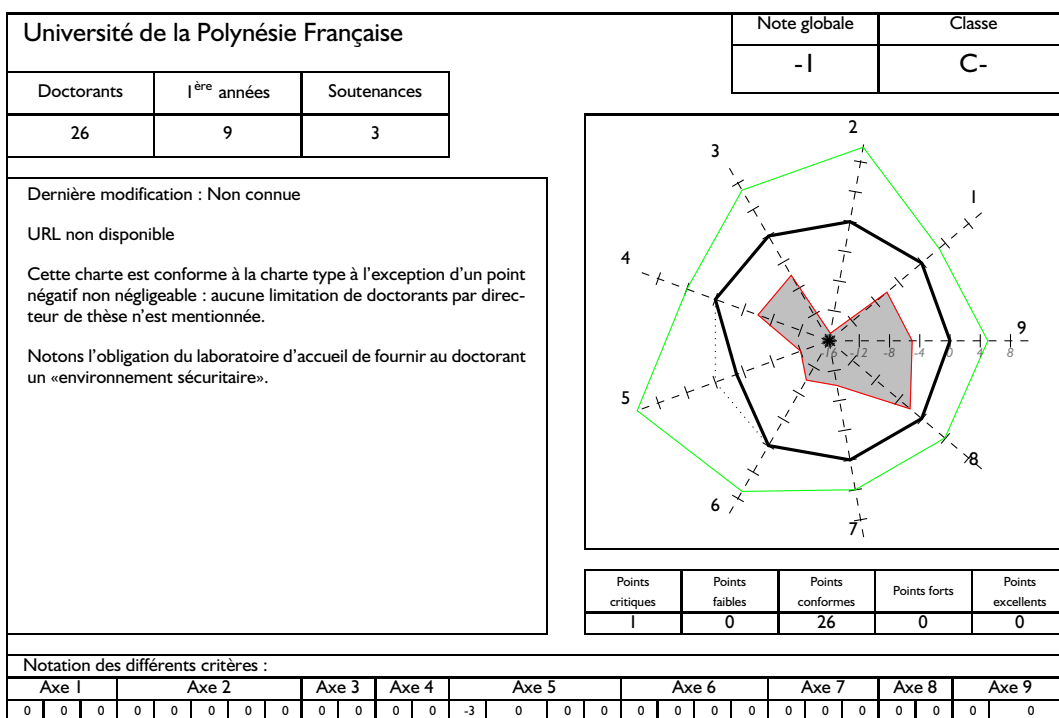 Université de la Polynésie Française
Note globale Classe
-1 C-
Doctorants 1ère années Soutenances
26 9 3
Dernière modification : Non connue
URL non disponible
Cette charte est conforme à la charte type à l'exception d'un point
négatif non négligeable : aucune limitation de doctorants par direc-
teur de thèse n'est mentionnée.
Notons l'obligation du laboratoire d'accueil de fournir au doctorant
un «environnement sécuritaire».
2
3
1
4
9
-16 -12 -8 -4 0 4 8
5
8
6
7
Points critiques Points faibles Points conformes Points forts Points excellents
1 0 26 0 0
Notation des différents critères :
Axe 1 Axe 2 Axe 3 Axe 4 Axe 5 Axe 6 Axe 7 Axe 8 Axe 9
0 0 0 0 0 0 0 0 0 0 0 0 -3 0 0 0 0 0 0 0 0 0 0 0 0 0 0